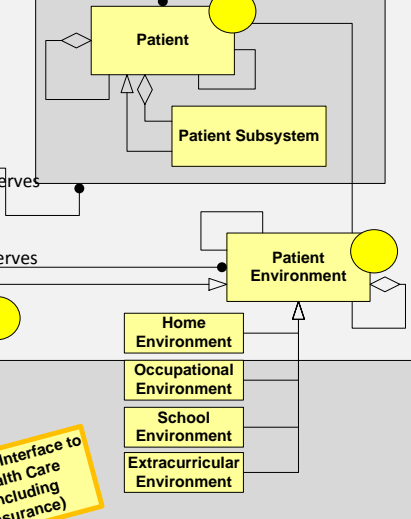 Patient
Patient Subsystem
erves
erves
Patient
Environment
Home
Environment
Occupational
Environment
School
Environment
Extracurricular
Environment
Interface to
alth Care
ncluding
surance)